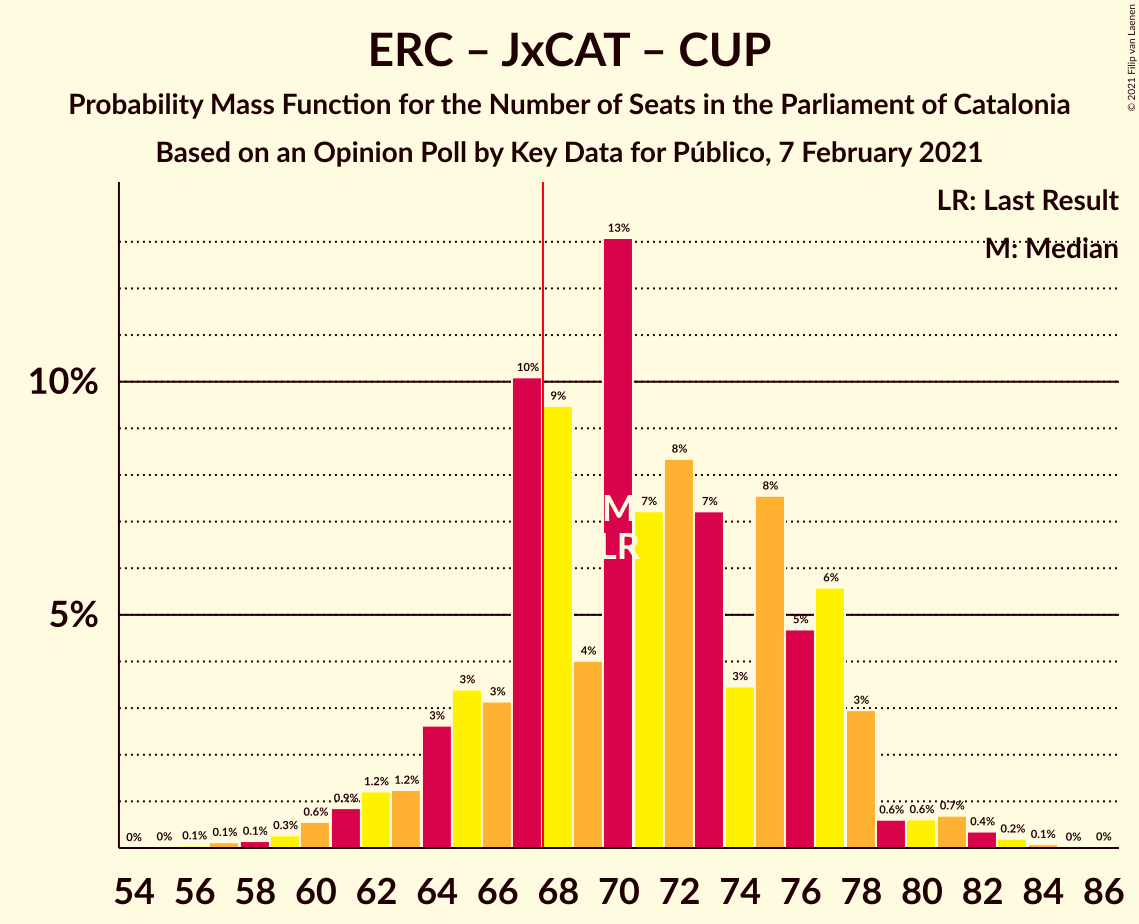 ERC – JxCAT – CUP
Probability Mass Function for the Number of Seats in the Parliament of Catalonia
Based on an Opinion Poll by Key Data for Público, 7 February 2021
© 2021 Filip van Laenen
LR: Last Result
M: Median
10%
5%
0% 0% 0.1% 0.1% 0.1% 0.3% 0.6% 0.9% 1.2% 1.2% 3% 3% 3% 10% 9% 4% 13% 7% 8% 7% 3% 8% 5% 6% 3% 0.6% 0.6% 0.7% 0.4% 0.2% 0.1% 0% 0%
M
LR
54 56 58 60 62 64 66 68 70 72 74 76 78 80 82 84 86